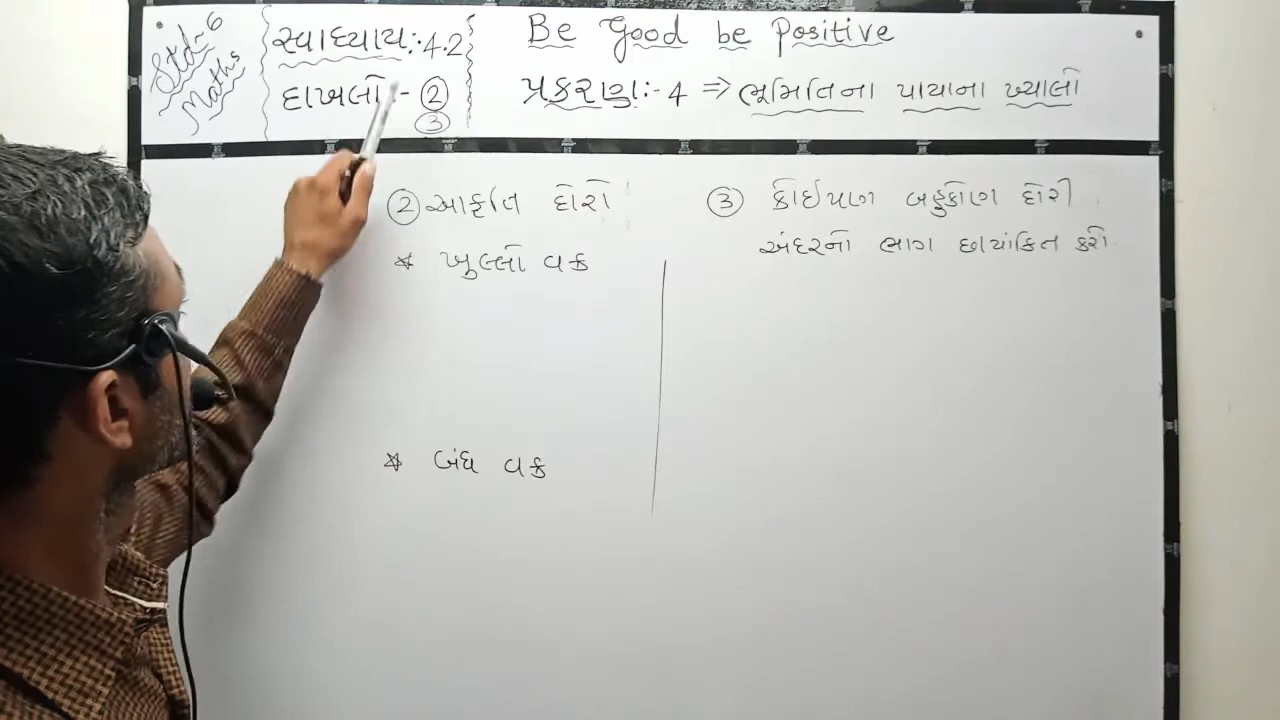 Std-6
Maths
સ્વાધ્યાય:- 4.2
દાખલો:- ②
③
Be Good be Positive
પ્રકરણ:- 4 ⇒ ભૂમિતિના પાયાના ખ્યાલો
② આકૃતિ દોરો
* ખુલ્લો વક્ર
* બંધ વક્ર
③ કોઈપણ બહુકોણ દોરી
અંદરનો ભાગ છાયાંકિત કરો